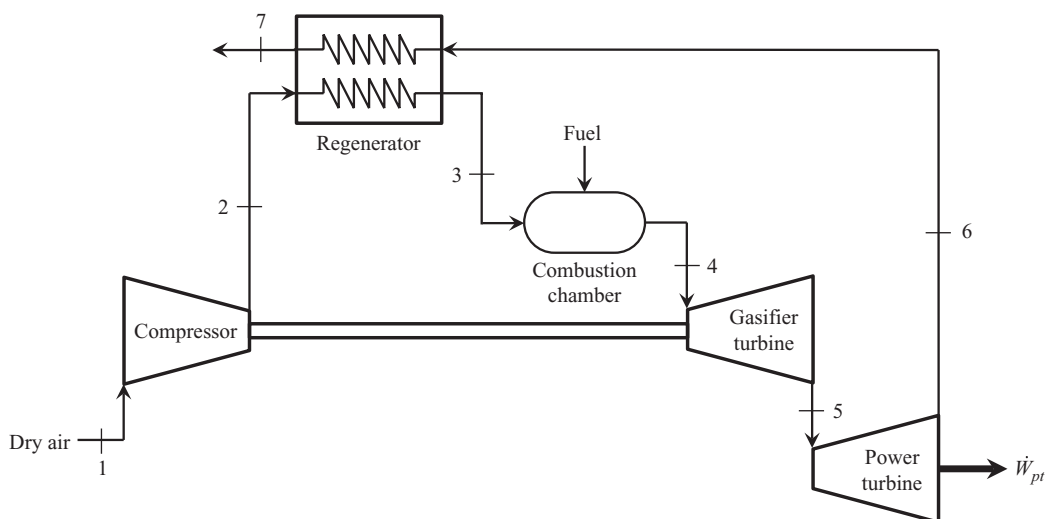 7
Regenerator
Fuel
3
2
6
4
Combustion
chamber
Compressor
Gasifier
turbine
5
Dry air
1
Power
turbine
Ẇpt